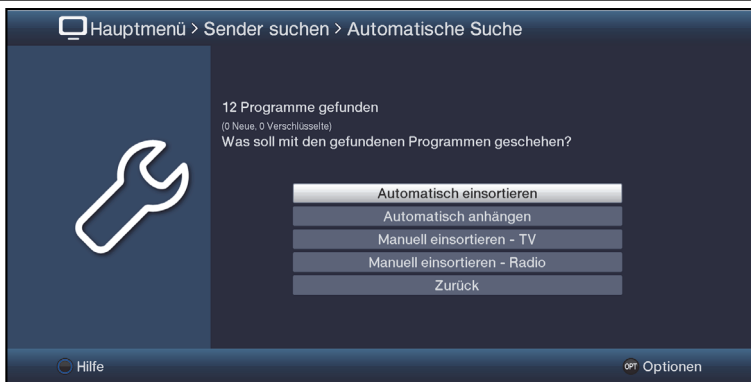 Hauptmenü > Sender suchen > Automatische Suche
12 Programme gefunden
(0 Neue, 0 Verschlüsselte)
Was soll mit den gefundenen Programmen geschehen?
Automatisch einsortieren
Automatisch anhängen
Manuell einsortieren - TV
Manuell einsortieren - Radio
Zurück
Hilfe
OPT Optionen